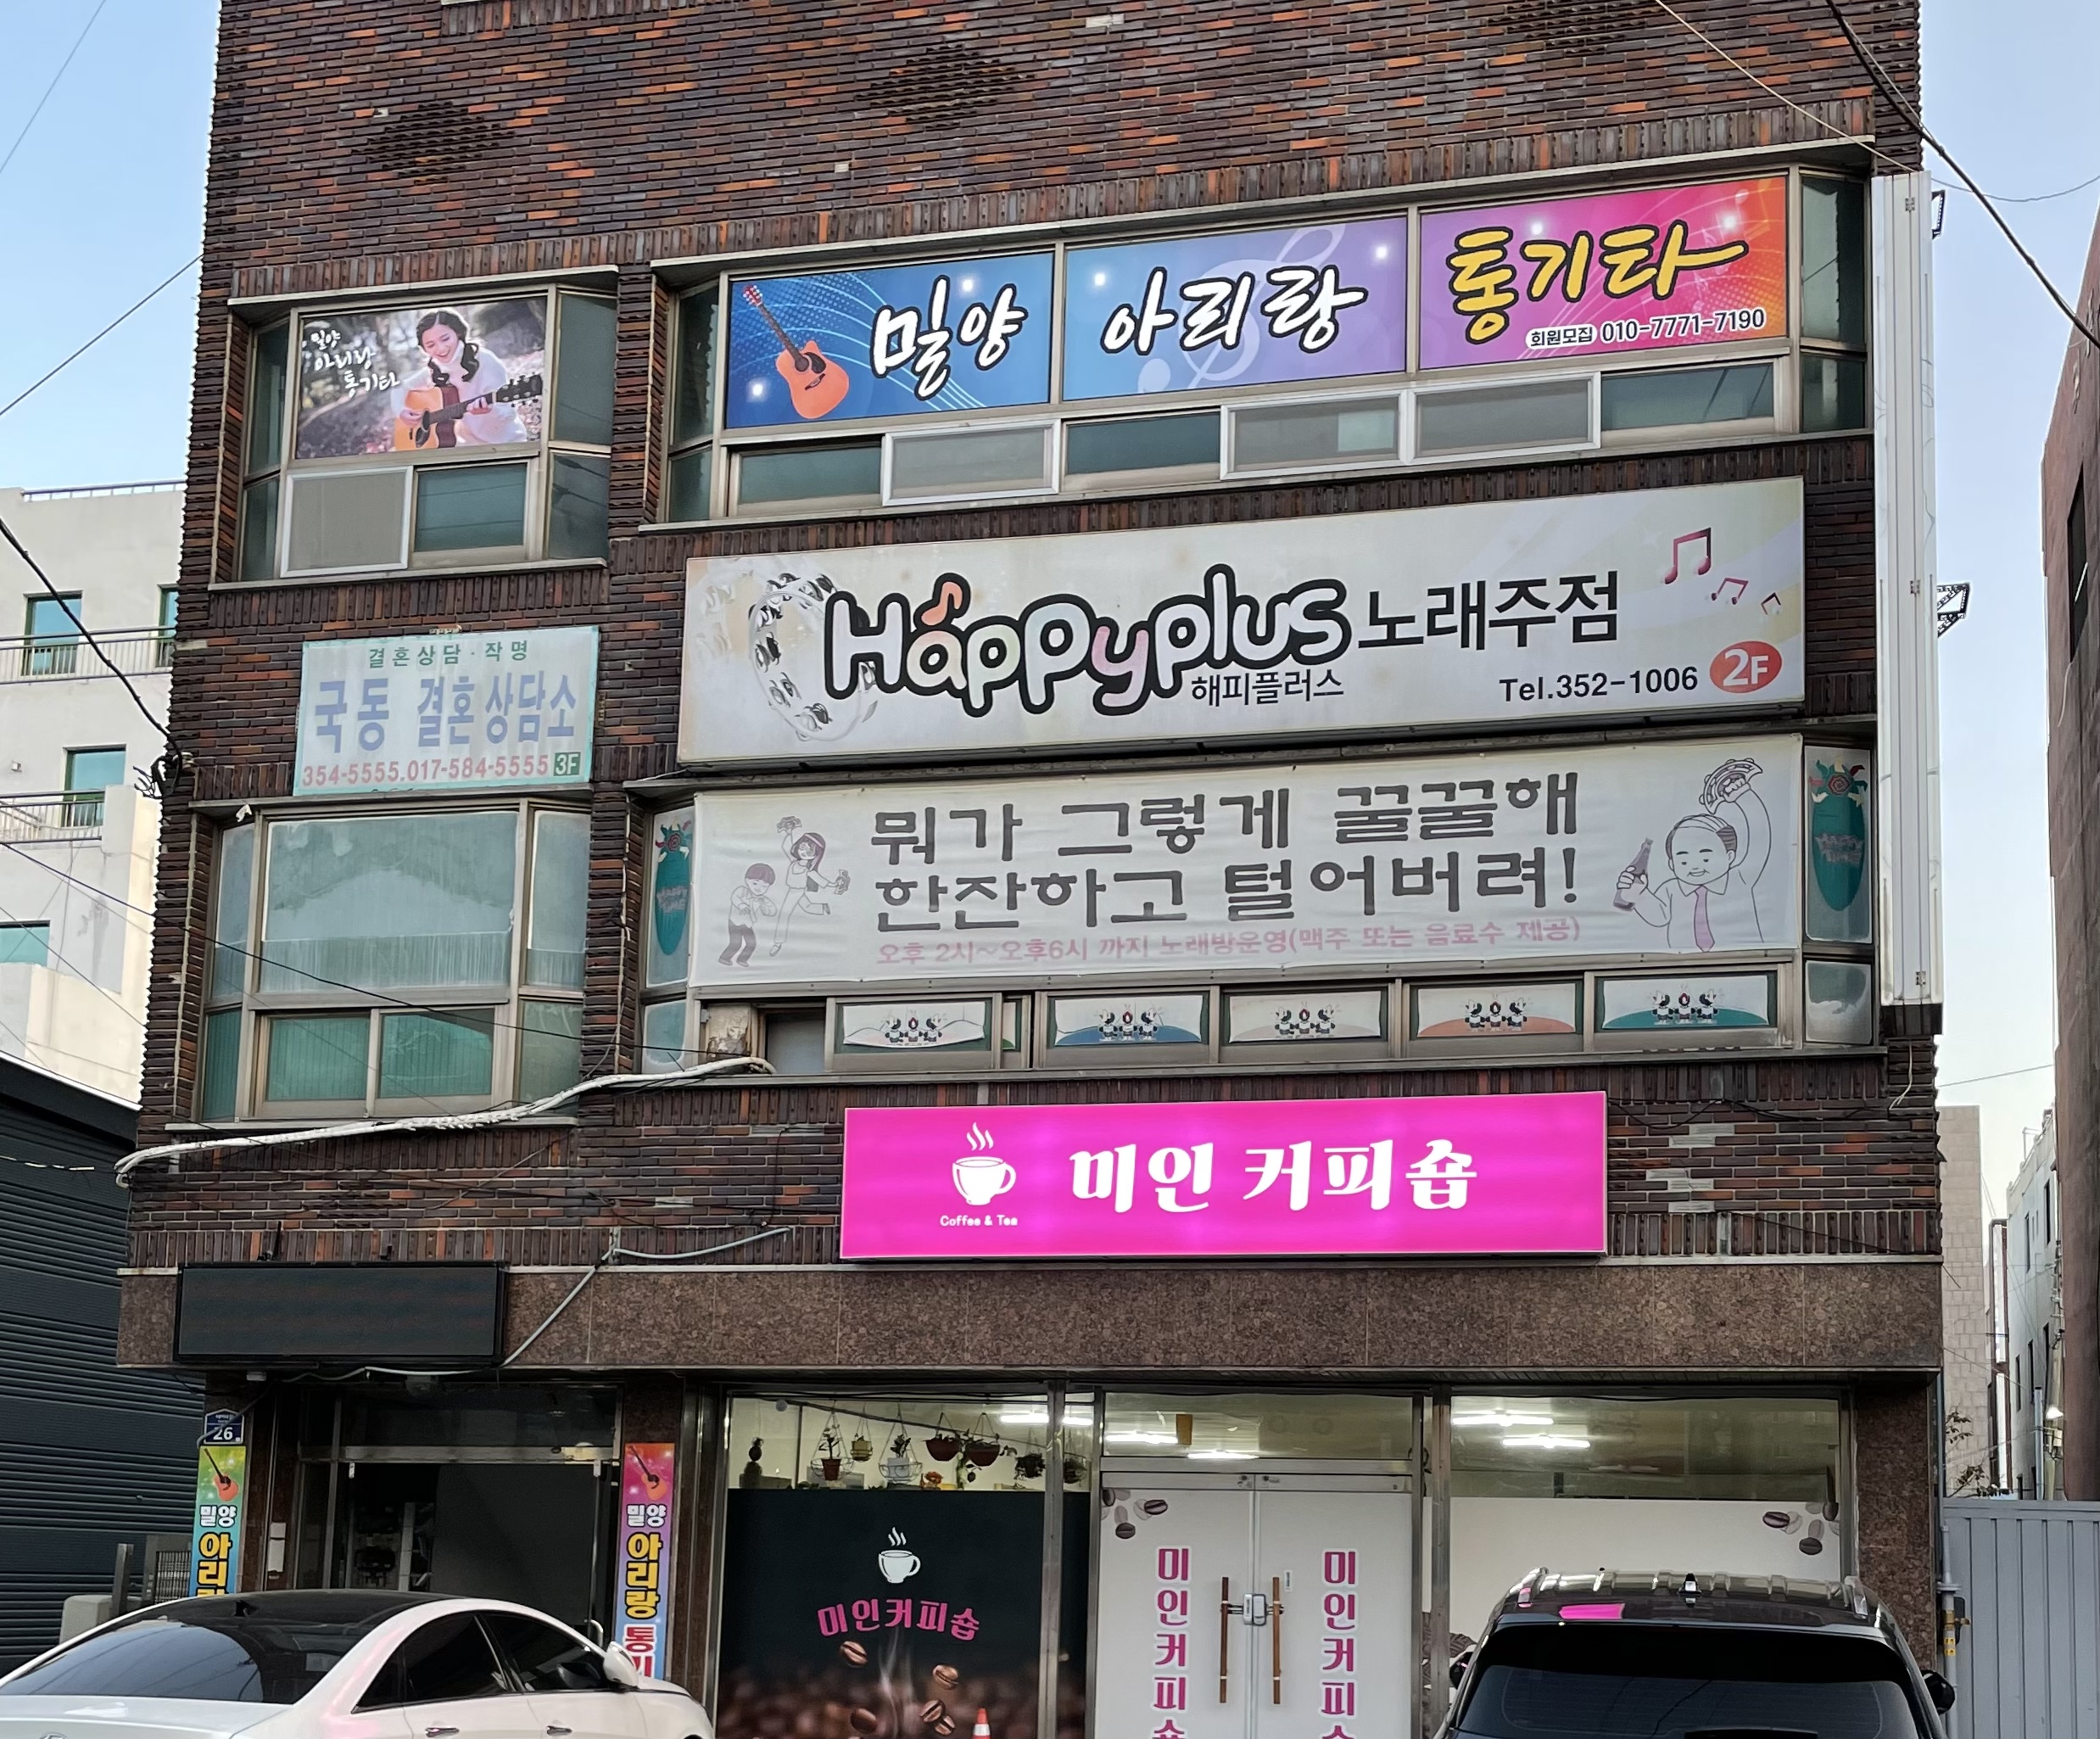 밀양
아리랑
통기타
밀양
아리랑
통기타
회원모집 010-7771-7190
Happyplus 노래주점
해피플러스
Tel.352-1006
2F
결혼상담·작명
국동 결혼상담소
354-5555.017-584-5555 3F
뭐가 그렇게 꿀꿀해
한잔하고 털어버려!
오후 2시~오후6시 까지 노래방운영(맥주 또는 음료수 제공)
Coffee & Tea
미인 커피숍
26
밀양
아리랑
밀양
아리랑
미인커피숍
미인커피
미인커피